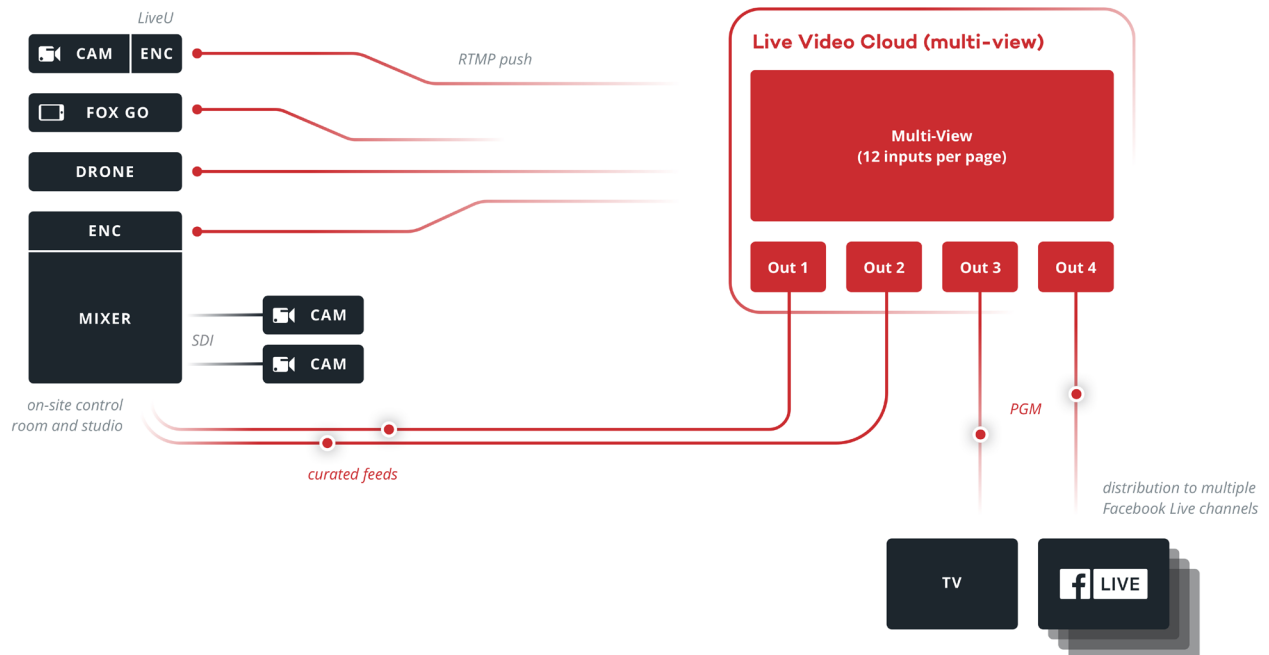 LiveU
CAM
ENC
RTMP push
FOX GO
DRONE
ENC
MIXER
SDI
CAM
CAM
on-site control
room and studio
curated feeds
Live Video Cloud (multi-view)
Multi-View
(12 inputs per page)
Out 1
Out 2
Out 3
Out 4
PGM
distribution to multiple
Facebook Live channels
TV
f LIVE